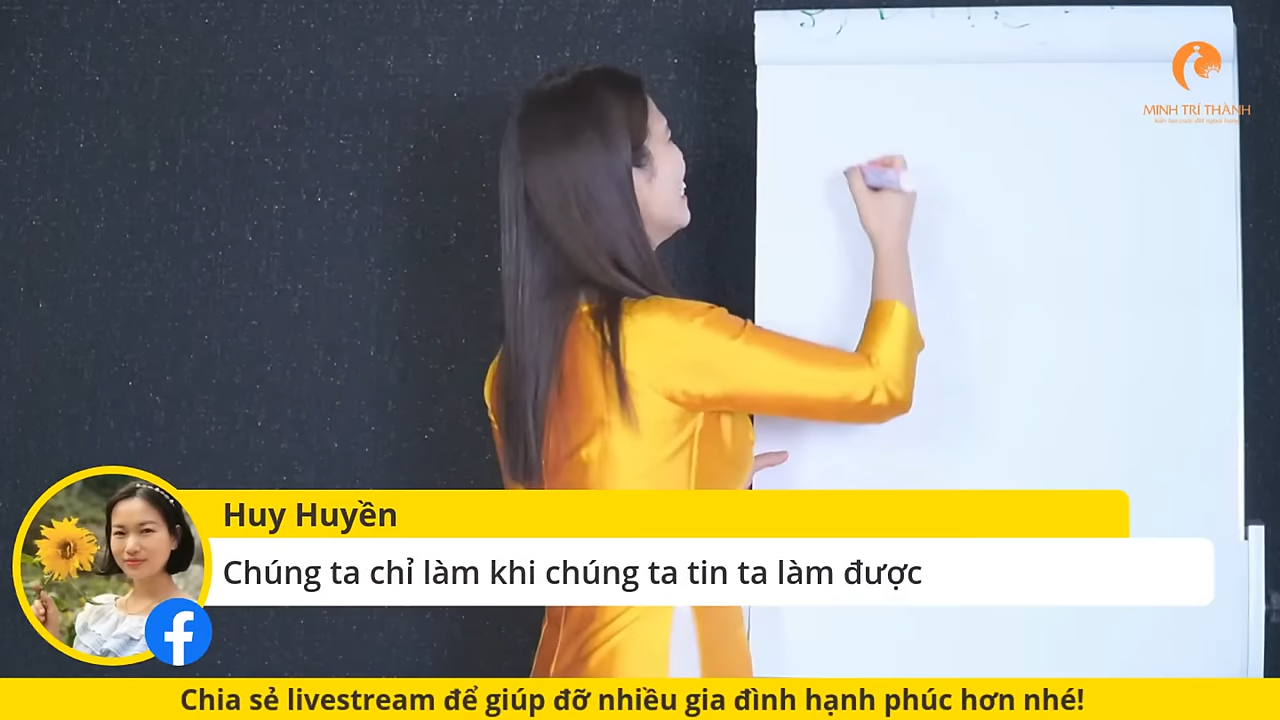 MINH TRÍ THÀNH
Huy Huyền
Chúng ta chỉ làm khi chúng ta tin ta làm được
Chia sẻ livestream để giúp đỡ nhiều gia đình hạnh phúc hơn nhé!